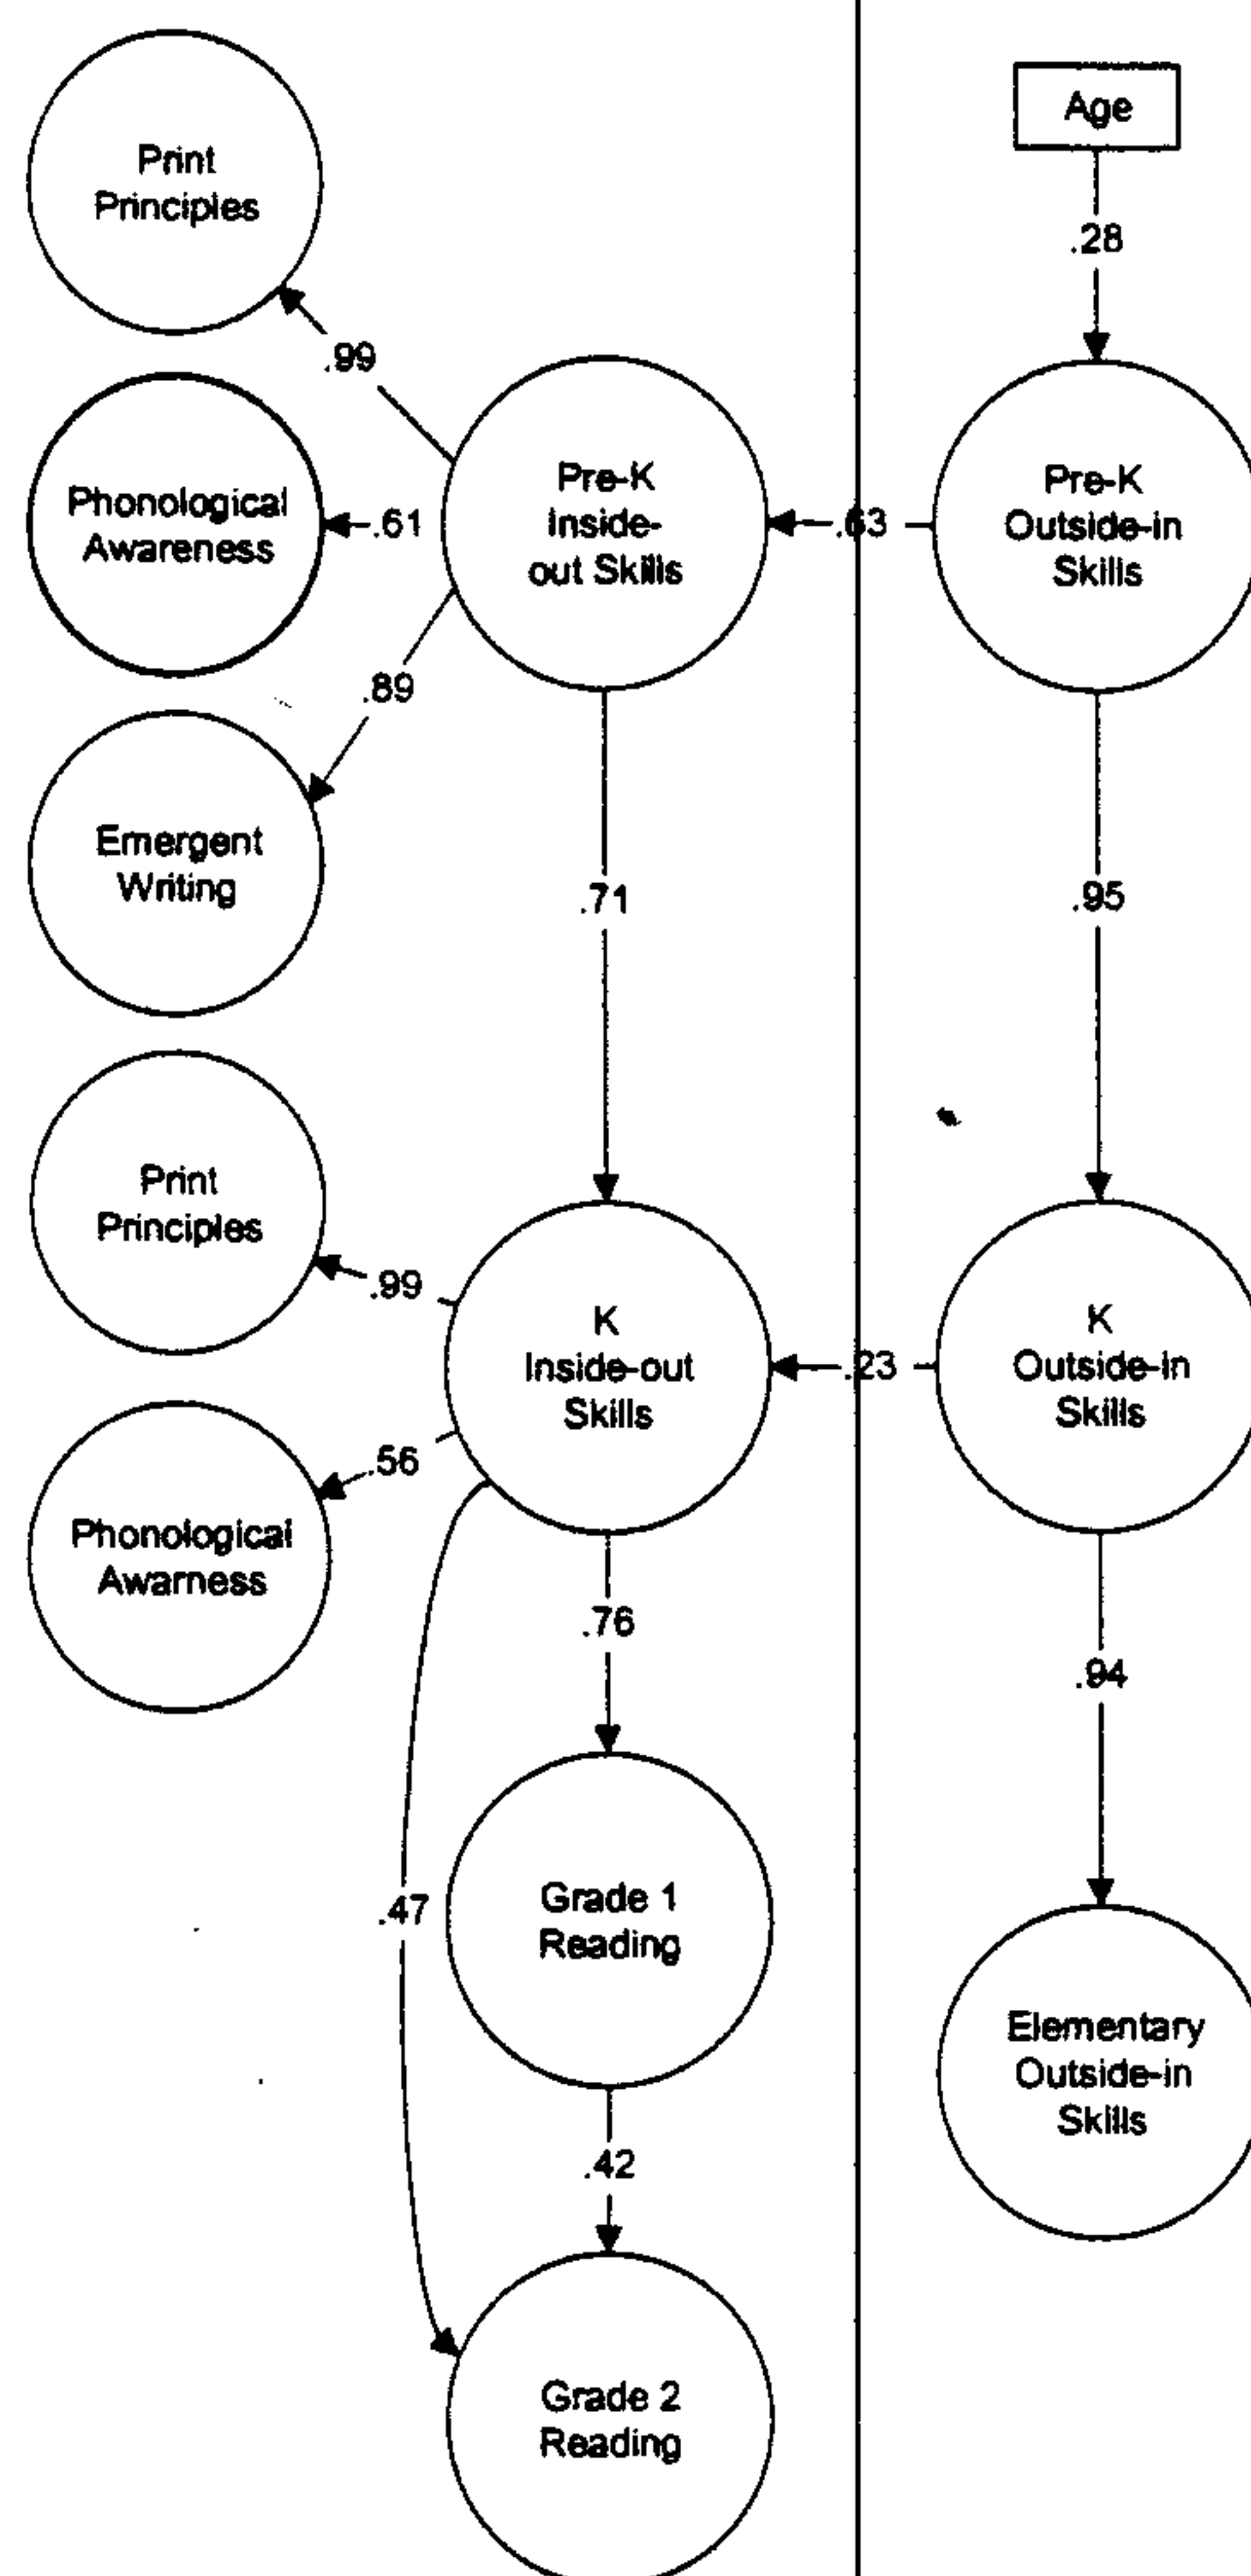 Print
Principles
Age
.28
.99
Phonological
Awareness
.61
Pre-K
Inside-
out Skills
.63
Pre-K
Outside-in
Skills
.89
Emergent
Writing
.71
.95
Print
Principles
.99
K
Inside-out
Skills
.23
K
Outside-in
Skills
.56
Phonological
Awarness
.76
.94
.47
Grade 1
Reading
Elementary
Outside-in
Skills
.42
Grade 2
Reading